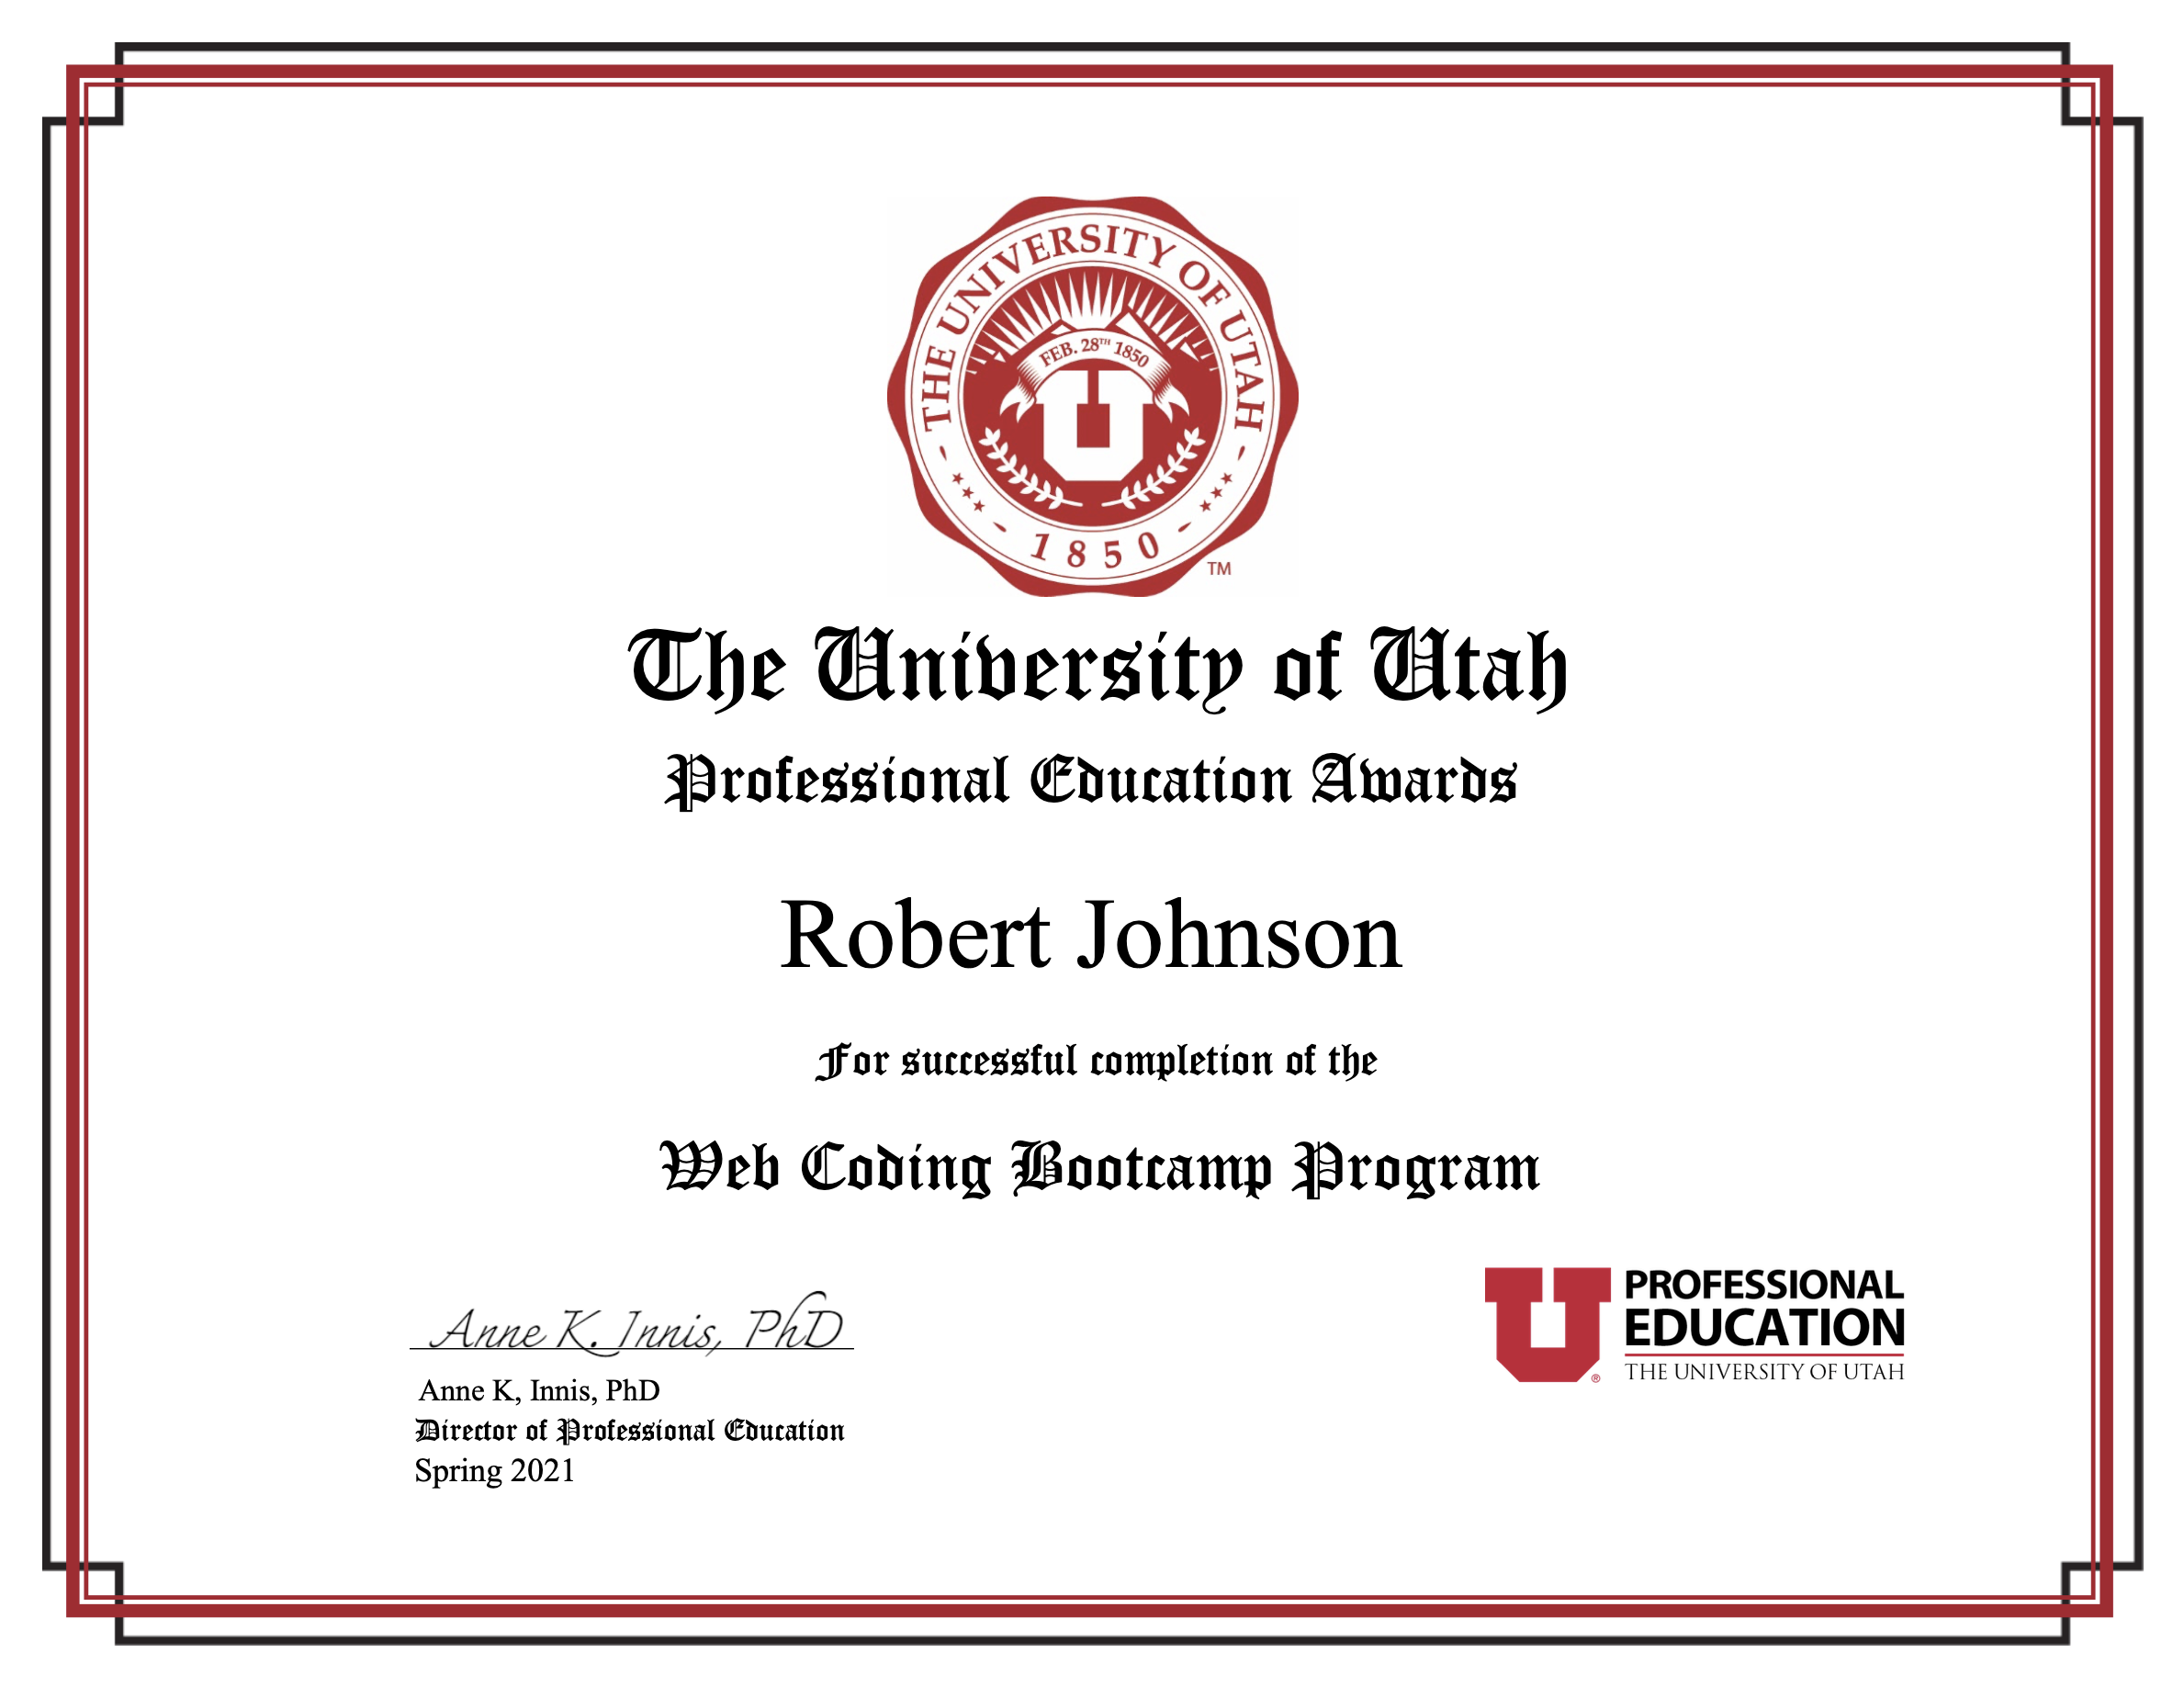 THE UNIVERSITY OF UTAH
FEB. 28TH 1850
U
1850
TM
The University of Utah
Professional Education Awards
Robert Johnson
For successful completion of the
Web Coding Bootcamp Program
Anne K. Innis, PhD
Anne K, Innis, PhD
Director of Professional Education
Spring 2021
U ®
PROFESSIONAL
EDUCATION
THE UNIVERSITY OF UTAH